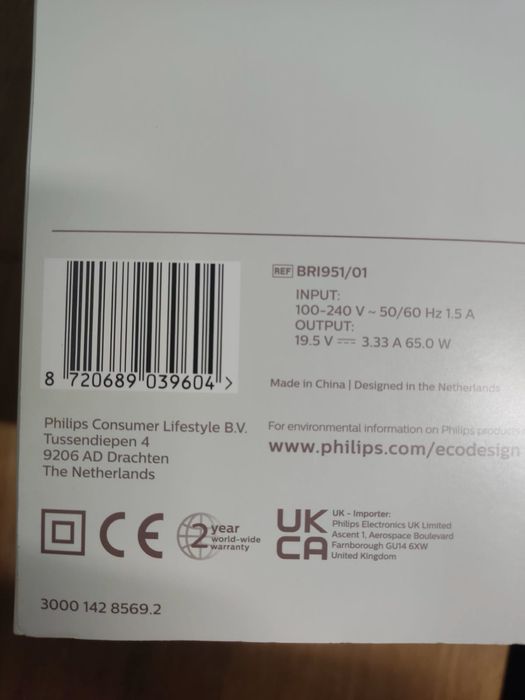 REF BRI951/01
INPUT:
100-240 V ~ 50/60 Hz 1.5 A
OUTPUT:
19.5 V ⎓ 3.33 A 65.0 W
8 720689 039604 >
Made in China | Designed in the Netherlands
Philips Consumer Lifestyle B.V.
Tussendiepen 4
9206 AD Drachten
The Netherlands
For environmental information on Philips products
www.philips.com/ecodesign
CE
2 year
world-wide
warranty
UK
CA
UK - Importer:
Philips Electronics UK Limited
Ascent 1, Aerospace Boulevard
Farnborough GU14 6XW
United Kingdom
3000 142 8569.2